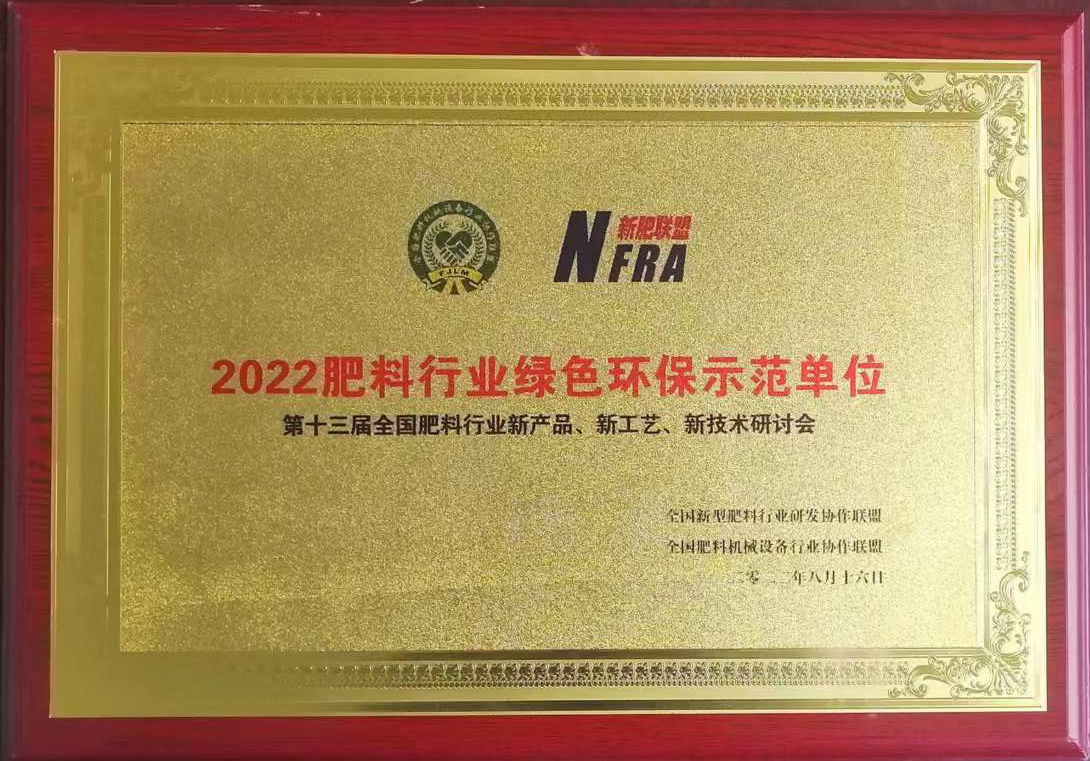 新肥联盟
NFRA
FJLM
2022肥料行业绿色环保示范单位
第十三届全国肥料行业新产品、新工艺、新技术研讨会
全国新型肥料行业研发协作联盟
全国肥料机械设备行业协作联盟
二零二二年八月十六日